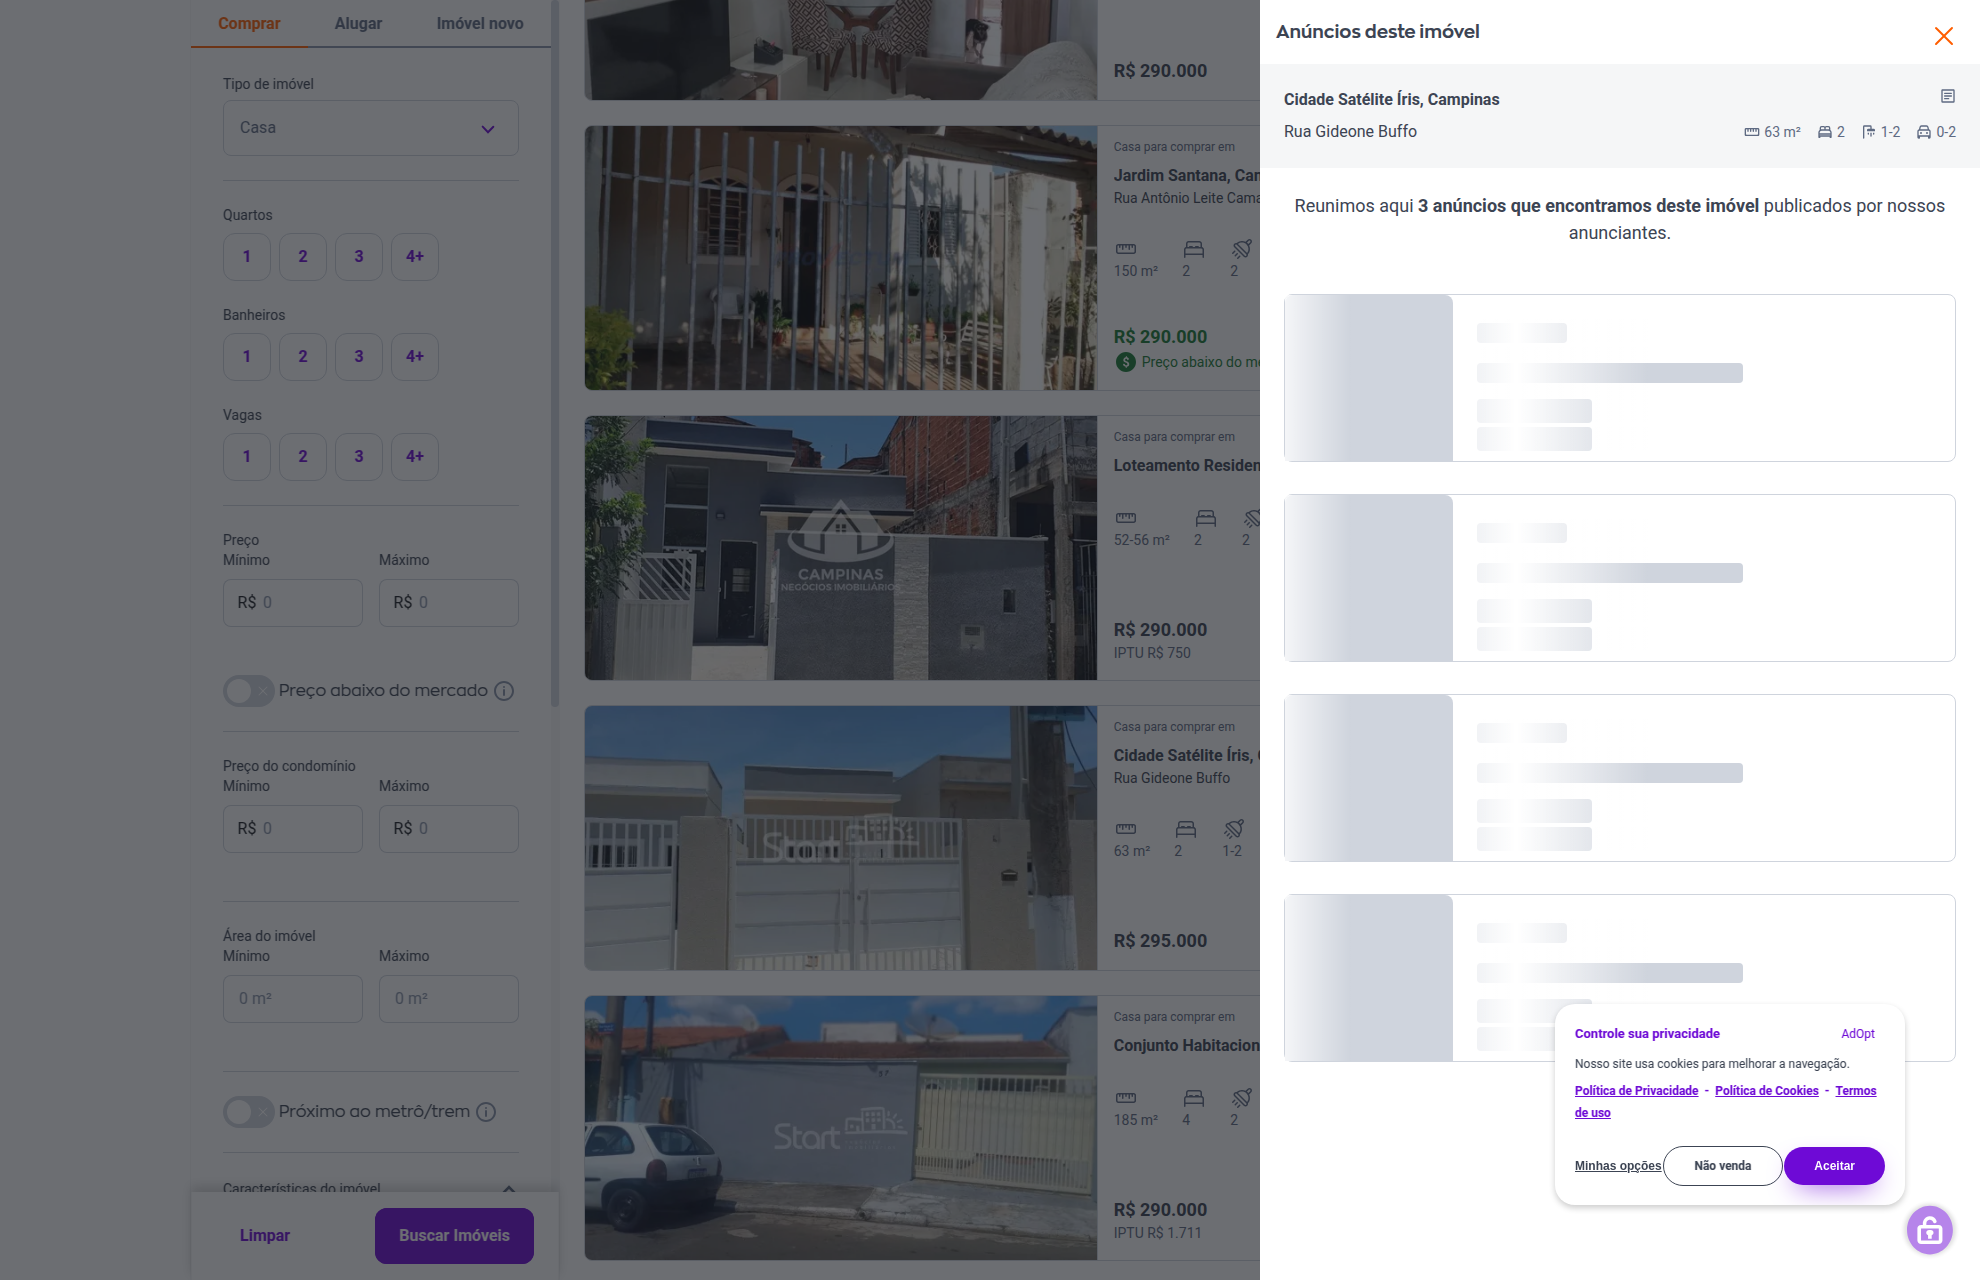 Comprar
Alugar
Imóvel novo
Tipo de imóvel
Casa
Quartos
1
2
3
4+
Banheiros
1
2
3
4+
Vagas
1
2
3
4+
Preço
Mínimo
Máximo
R$ 0
R$ 0
Preço abaixo do mercado
Preço do condomínio
Mínimo
Máximo
R$ 0
R$ 0
Área do imóvel
Mínimo
Máximo
0 m²
0 m²
Próximo ao metrô/trem
Características do imóvel
Limpar
Buscar Imóveis
R$ 290.000
Casa para comprar em
Jardim Santana, Cam
Rua Antônio Leite Cama
150 m²
2
2
R$ 290.000
Preço abaixo do me
CAMPINAS
NEGÓCIOS IMOBILIÁRIOS
Casa para comprar em
Loteamento Residen
52-56 m²
2
2
R$ 290.000
IPTU R$ 750
Start
Casa para comprar em
Cidade Satélite Íris,
Rua Gideone Buffo
63 m²
2
1-2
R$ 295.000
Start
Casa para comprar em
Conjunto Habitacion
185 m²
4
2
R$ 290.000
IPTU R$ 1.711
Anúncios deste imóvel
Cidade Satélite Íris, Campinas
Rua Gideone Buffo
63 m²
2
1-2
0-2
Reunimos aqui 3 anúncios que encontramos deste imóvel publicados por nossos
anunciantes.
Controle sua privacidade
AdOpt
Nosso site usa cookies para melhorar a navegação.
Política de Privacidade - Política de Cookies - Termos
de uso
Minhas opções
Não venda
Aceitar